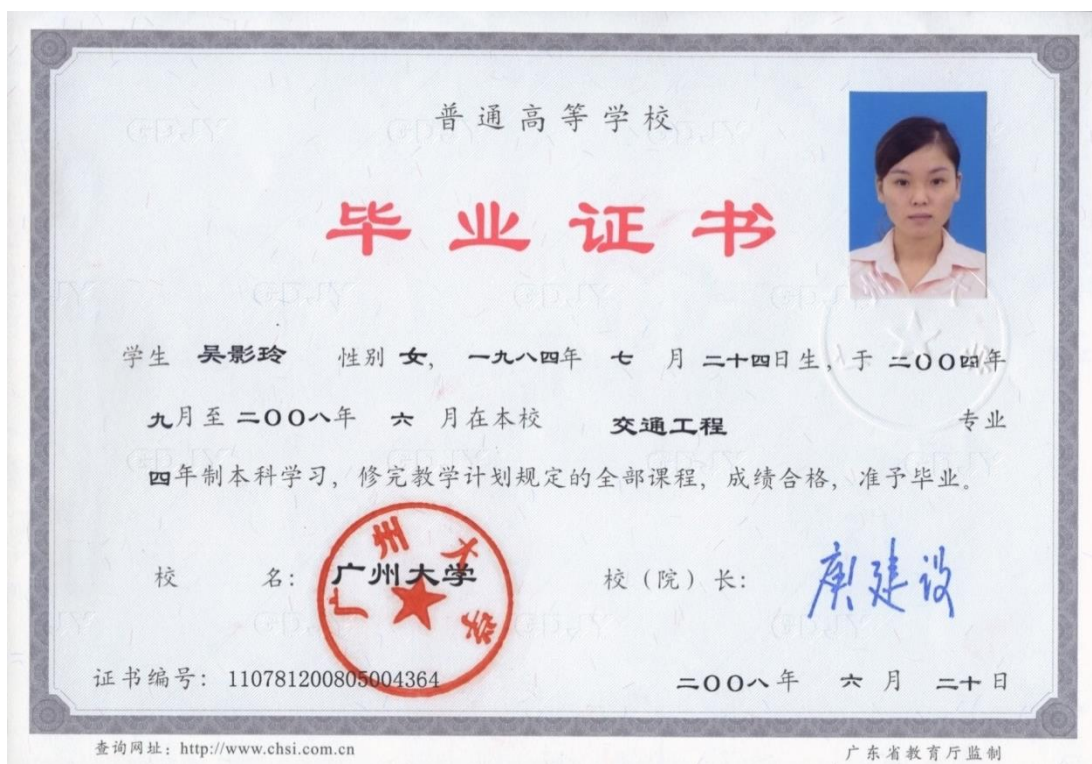 普通高等学校
毕业证书
学生 吴影玲 性别 女, 一九八四年 七 月 二十四日生, 于 二〇〇四年
九月至 二〇〇八年 六 月在本校 交通工程 专业
四年制本科学习, 修完教学计划规定的全部课程, 成绩合格, 准予毕业。
校 名: 广州大学 校（院）长: 庾建设
广州大学
证书编号: 110781200805004364 二〇〇八年 六 月 二十日
查询网址: http://www.chsi.com.cn 广东省教育厅监制
GDJY